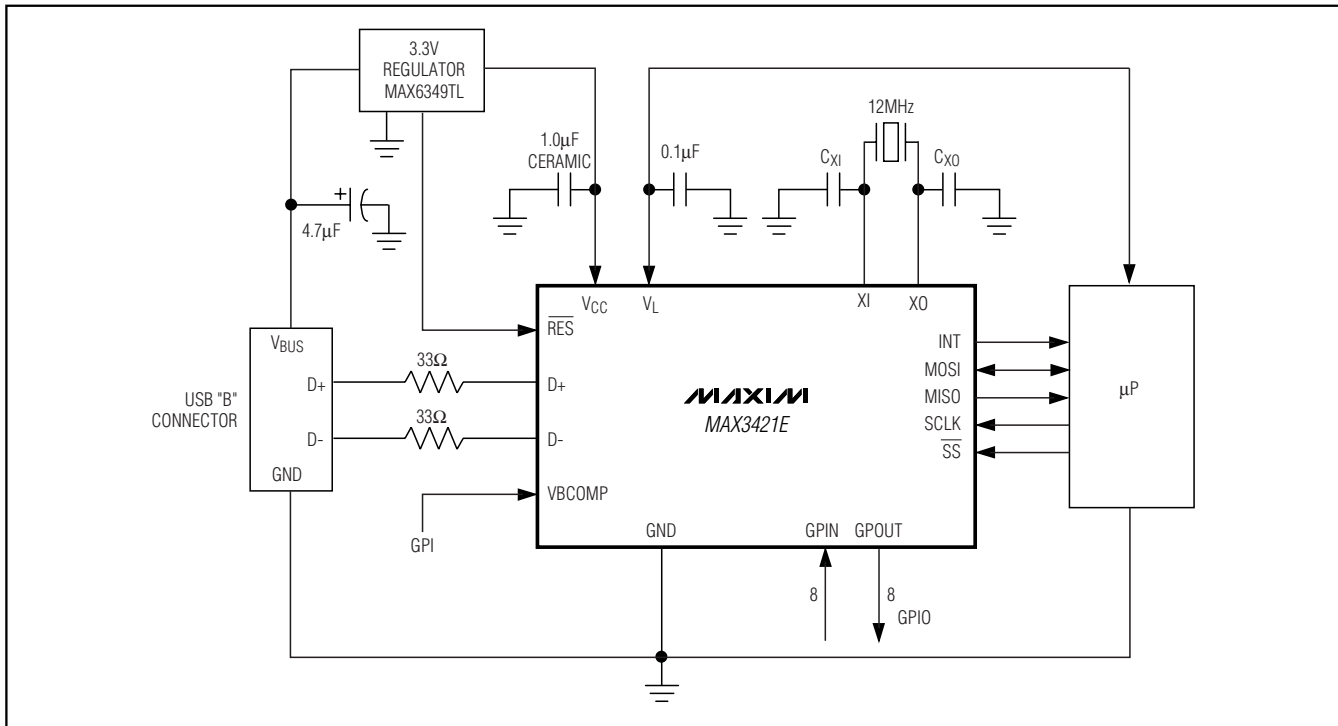 3.3V
REGULATOR
MAX6349TL
12MHz
1.0µF
CERAMIC
0.1µF
CXI
CXO
+
4.7µF
VCC
VL
XI
XO
RES
VBUS
D+
D-
GND
USB "B"
CONNECTOR
33Ω
33Ω
D+
D-
VBCOMP
GPI
MAXIM
MAX3421E
INT
MOSI
MISO
SCLK
SS
µP
GND
GPIN
GPOUT
8
8
GPIO